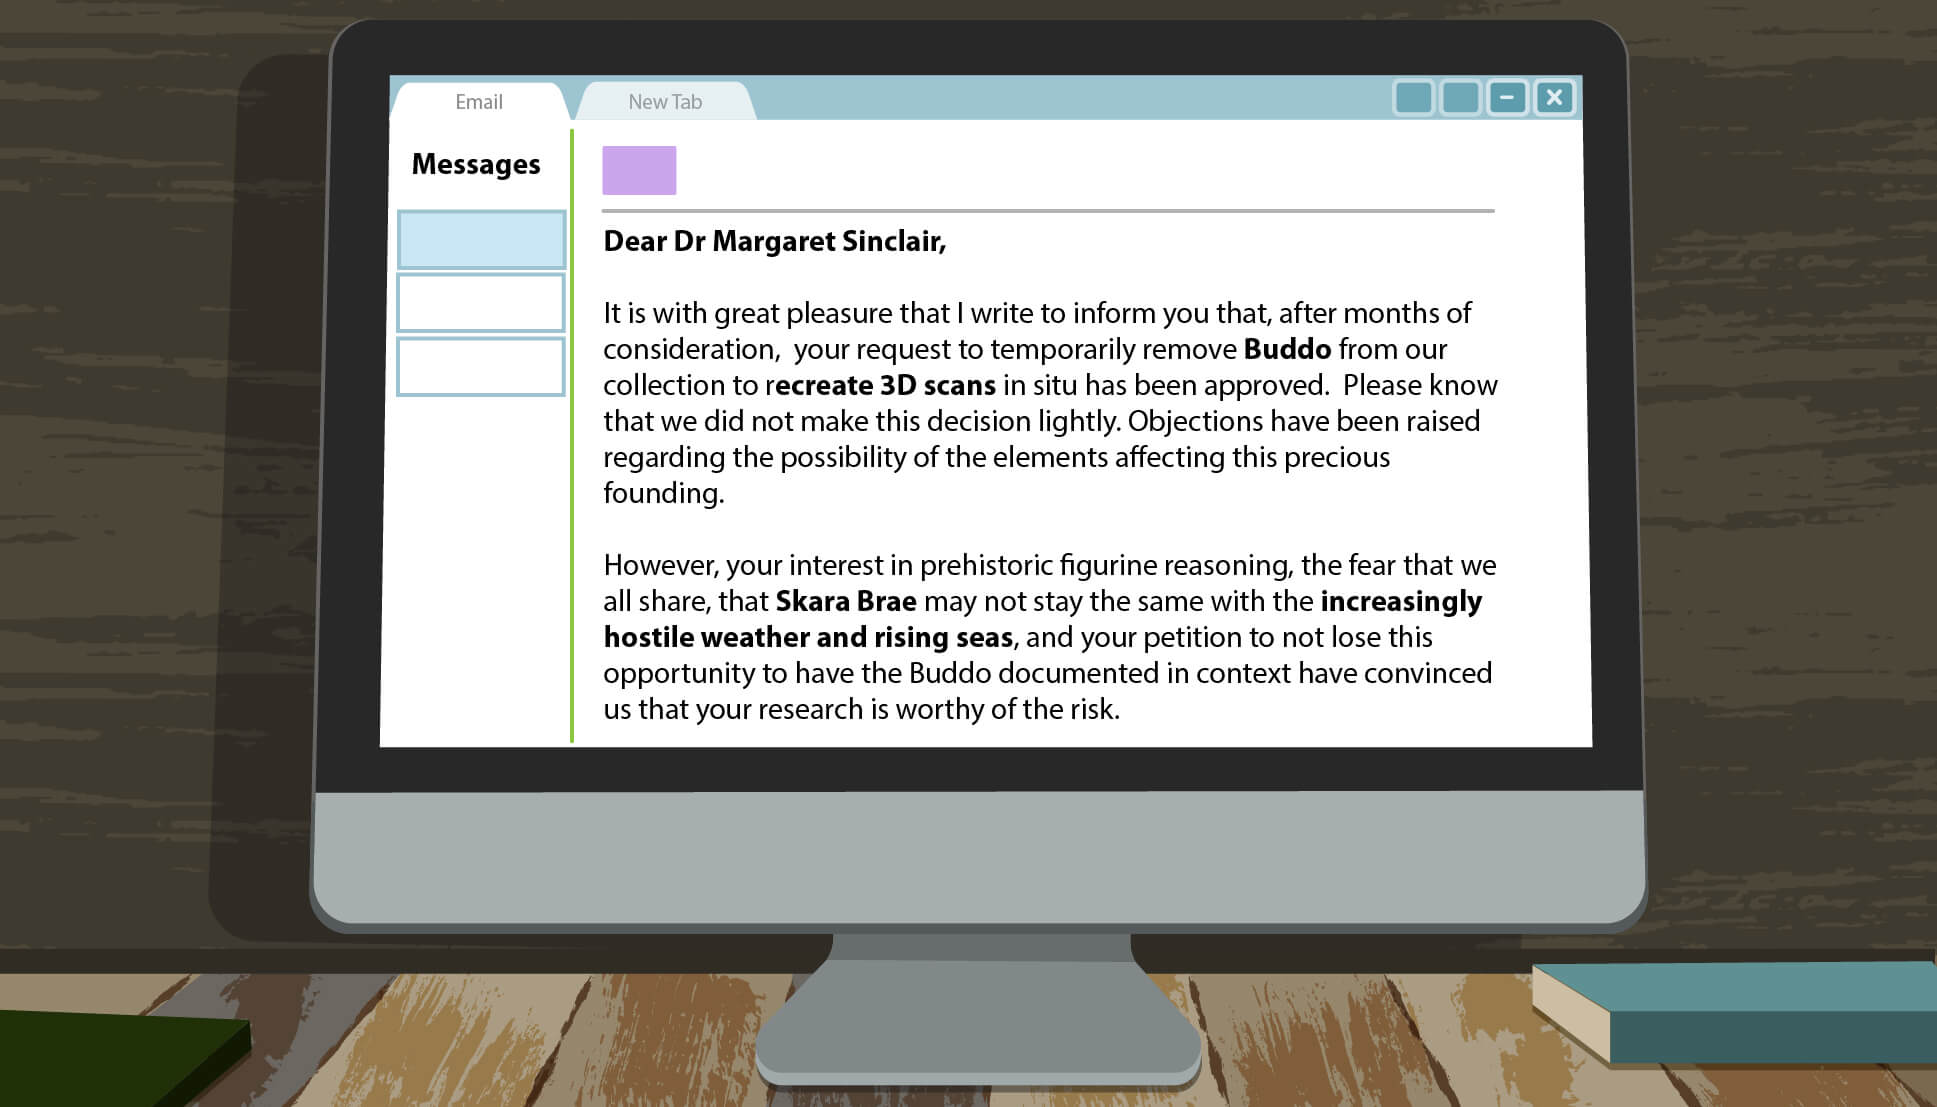 Email
New Tab
Messages
Dear Dr Margaret Sinclair,
It is with great pleasure that I write to inform you that, after months of
consideration,  your request to temporarily remove Buddo from our
collection to recreate 3D scans in situ has been approved.  Please know
that we did not make this decision lightly. Objections have been raised
regarding the possibility of the elements affecting this precious
founding.
However, your interest in prehistoric figurine reasoning, the fear that we
all share, that Skara Brae may not stay the same with the increasingly
hostile weather and rising seas, and your petition to not lose this
opportunity to have the Buddo documented in context have convinced
us that your research is worthy of the risk.